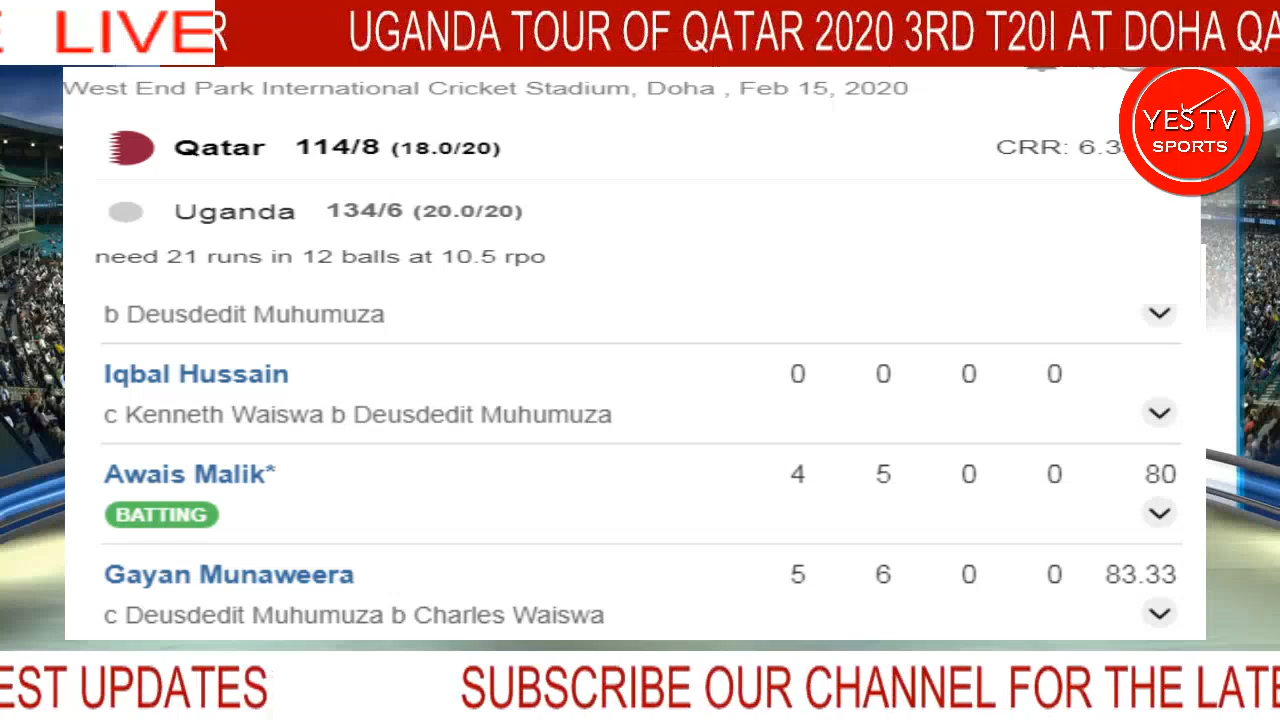 LIVE
UGANDA TOUR OF QATAR 2020 3RD T20I AT DOHA
West End Park International Cricket Stadium, Doha , Feb 15, 2020
YES TV
SPORTS
Qatar 114/8 (18.0/20) CRR: 6.3
Uganda 134/6 (20.0/20)
need 21 runs in 12 balls at 10.5 rpo
b Deusdedit Muhumuza
Iqbal Hussain 0 0 0 0
c Kenneth Waiswa b Deusdedit Muhumuza
Awais Malik* 4 5 0 0 80
BATTING
Gayan Munaweera 5 6 0 0 83.33
c Deusdedit Muhumuza b Charles Waiswa
EST UPDATES SUBSCRIBE OUR CHANNEL FOR THE LATE